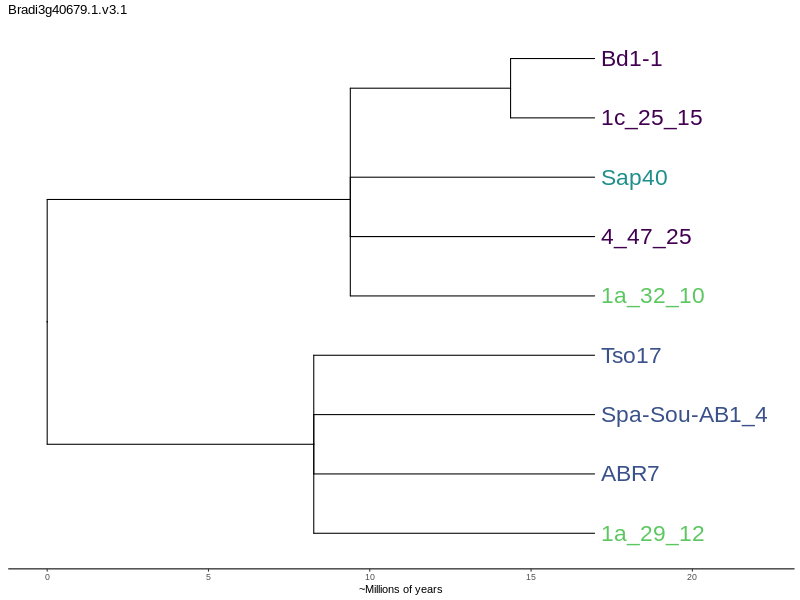 Bradi3g40679.1.v3.1
Bd1-1
1c_25_15
Sap40
4_47_25
1a_32_10
Tso17
Spa-Sou-AB1_4
ABR7
1a_29_12
0 5 10 15 20
~Millions of years